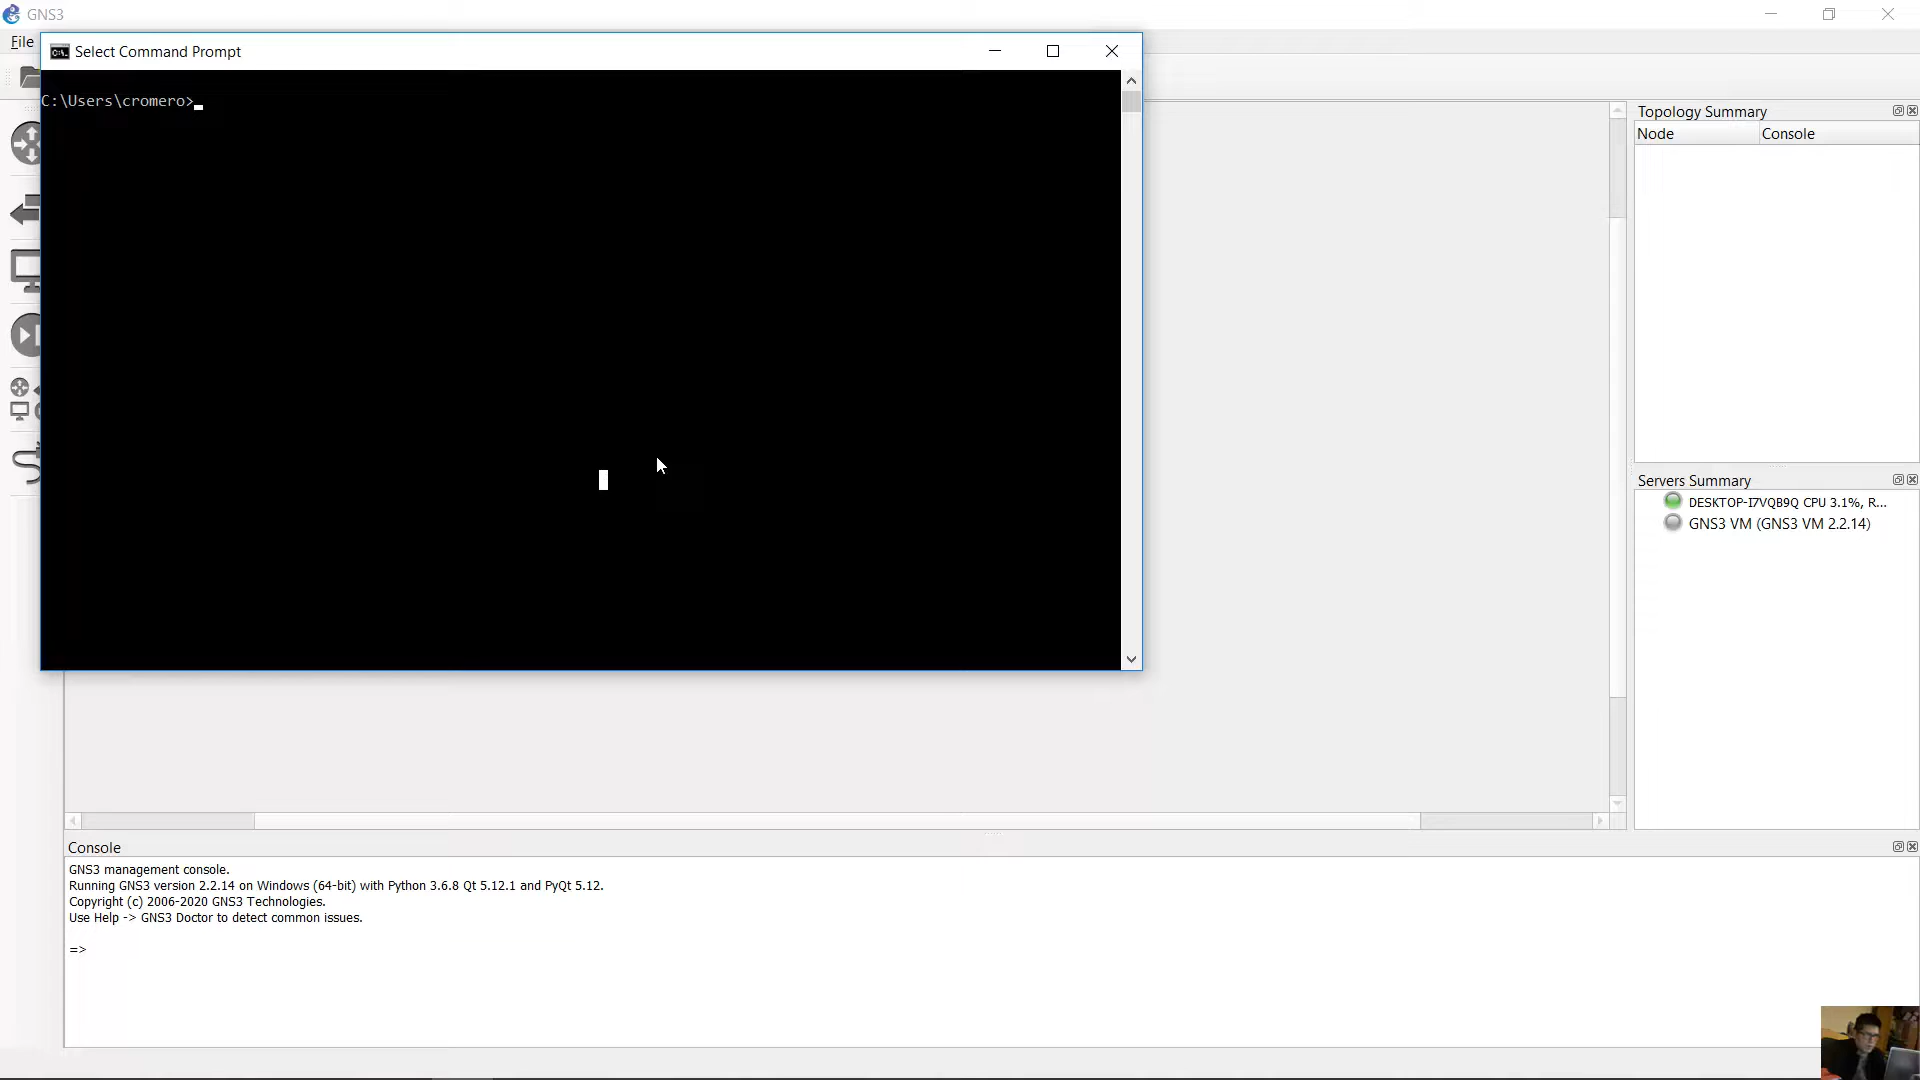 GNS3
File
Select Command Prompt
C:\Users\cromero>
Topology Summary
Node Console
Servers Summary
DESKTOP-I7VQB9Q CPU 3.1%, R...
GNS3 VM (GNS3 VM 2.2.14)
Console
GNS3 management console.
Running GNS3 version 2.2.14 on Windows (64-bit) with Python 3.6.8 Qt 5.12.1 and PyQt 5.12.
Copyright (c) 2006-2020 GNS3 Technologies.
Use Help -> GNS3 Doctor to detect common issues.
=>